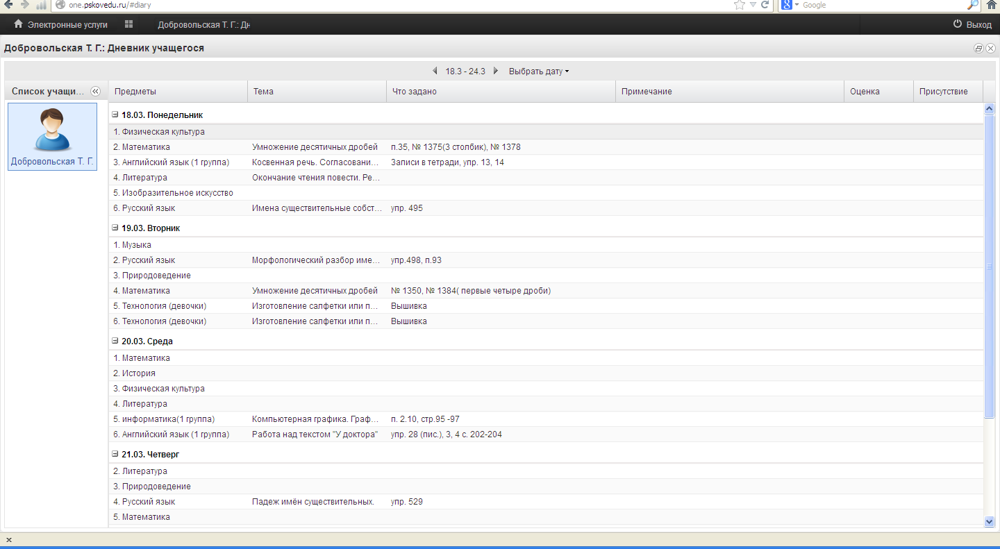 one.pskovedu.ru/#diary
8 Google
Электронные услуги Добровольская Т. Г.: Дн Выход
Добровольская Т. Г.: Дневник учащегося
18.3 - 24.3 Выбрать дату
Список учащи... Предметы Тема Что задано Примечание Оценка Присутствие
Добровольская Т. Г.
18.03. Понедельник
1. Физическая культура
2. Математика Умножение десятичных дробей п.35, № 1375(3 столбик), № 1378
3. Английский язык (1 группа) Косвенная речь. Согласовани... Записи в тетради, упр. 13, 14
4. Литература Окончание чтения повести. Ре...
5. Изобразительное искусство
6. Русский язык Имена существительные собст... упр. 495
19.03. Вторник
1. Музыка
2. Русский язык Морфологический разбор име... упр.498, п.93
3. Природоведение
4. Математика Умножение десятичных дробей № 1350, № 1384( первые четыре дроби)
5. Технология (девочки) Изготовление салфетки или п... Вышивка
6. Технология (девочки) Изготовление салфетки или п... Вышивка
20.03. Среда
1. Математика
2. История
3. Физическая культура
4. Литература
5. информатика(1 группа) Компьютерная графика. Граф... п. 2.10, стр.95 -97
6. Английский язык (1 группа) Работа над текстом "У доктора" упр. 28 (пис.), 3, 4 с. 202-204
21.03. Четверг
2. Литература
3. Природоведение
4. Русский язык Падеж имён существительных. упр. 529
5. Математика